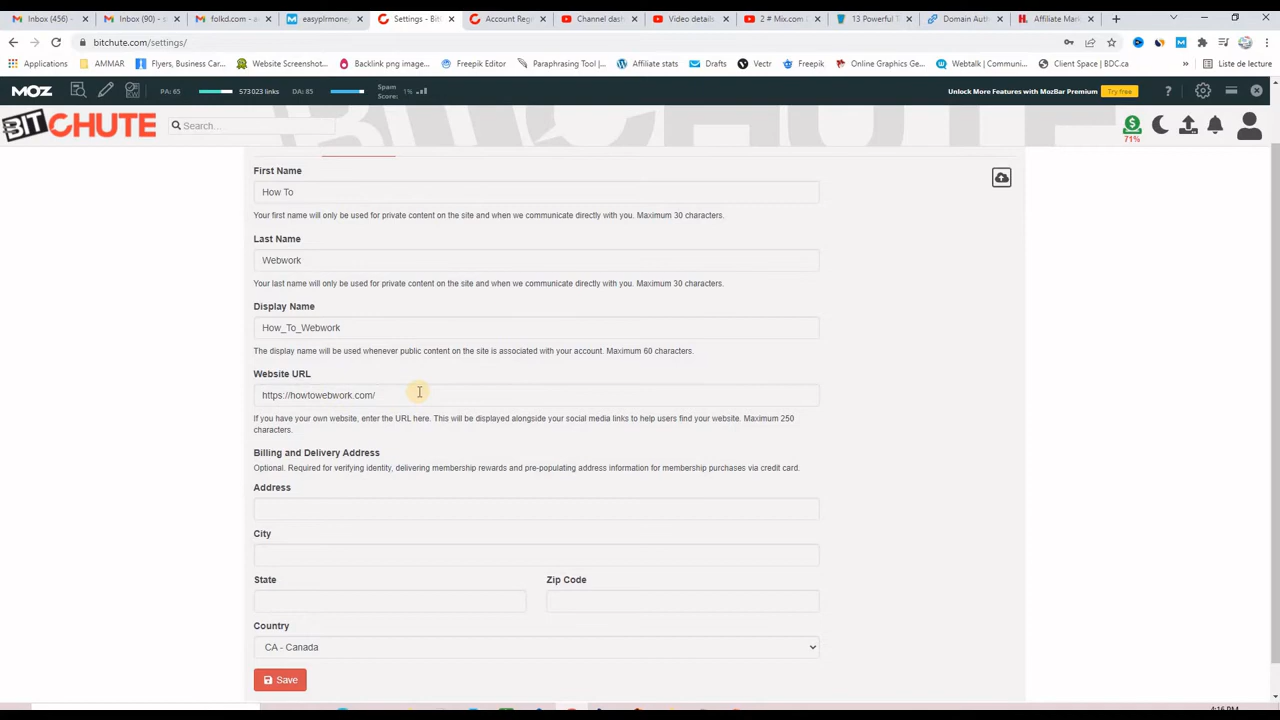 Inbox (456) -
Inbox (90) - s
folkd.com - a
easyplrmone
Settings - Bit
Account Reg
Channel dash
Video details
2 # Mix.com
13 Powerful T
Domain Auth
Affiliate Mar
bitchute.com/settings/
Applications
AMMAR
Flyers, Business Car...
Website Screenshot...
Backlink png image...
Freepik Editor
Paraphrasing Tool |...
Affiliate stats
Drafts
Vectr
Freepik
Online Graphics Ge...
Webtalk | Communi...
Client Space | BDC.ca
»
Liste de lecture
MOZ
PA: 65
573 023 links
DA: 85
Spam Score: 1%
Unlock More Features with MozBar Premium
Try free
BITCHUTE
Search...
71%
First Name
How To
Your first name will only be used for private content on the site and when we communicate directly with you. Maximum 30 characters.
Last Name
Webwork
Your last name will only be used for private content on the site and when we communicate directly with you. Maximum 30 characters.
Display Name
How_To_Webwork
The display name will be used whenever public content on the site is associated with your account. Maximum 60 characters.
Website URL
https://howtowebwork.com/
If you have your own website, enter the URL here. This will be displayed alongside your social media links to help users find your website. Maximum 250
characters.
Billing and Delivery Address
Optional. Required for verifying identity, delivering membership rewards and pre-populating address information for membership purchases via credit card.
Address
City
State
Zip Code
Country
CA - Canada
Save
4:16 PM